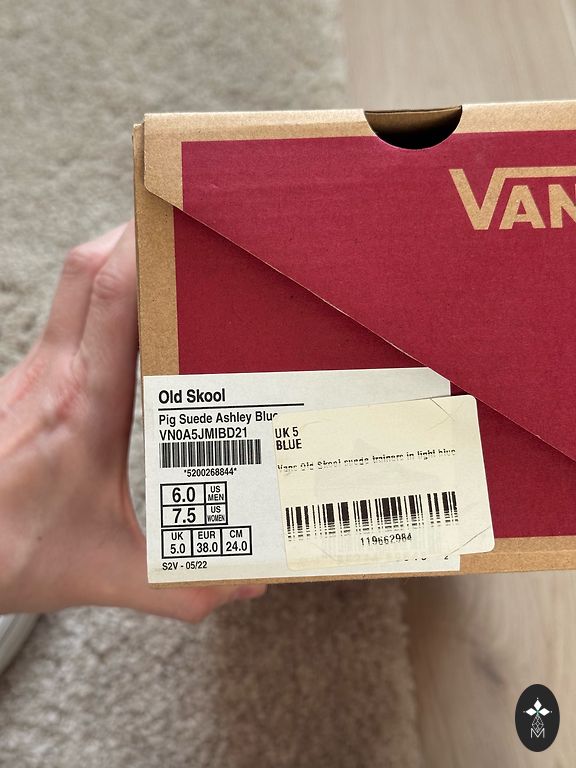 VANS
Old Skool
Pig Suede Ashley Blue
VN0A5JMIBD21
*5200268844*
6.0 US MEN
7.5 US WOMEN
UK EUR CM
5.0 38.0 24.0
S2V - 05/22
UK 5
BLUE
Vans Old Skool suede trainers in light blue
119662984
M